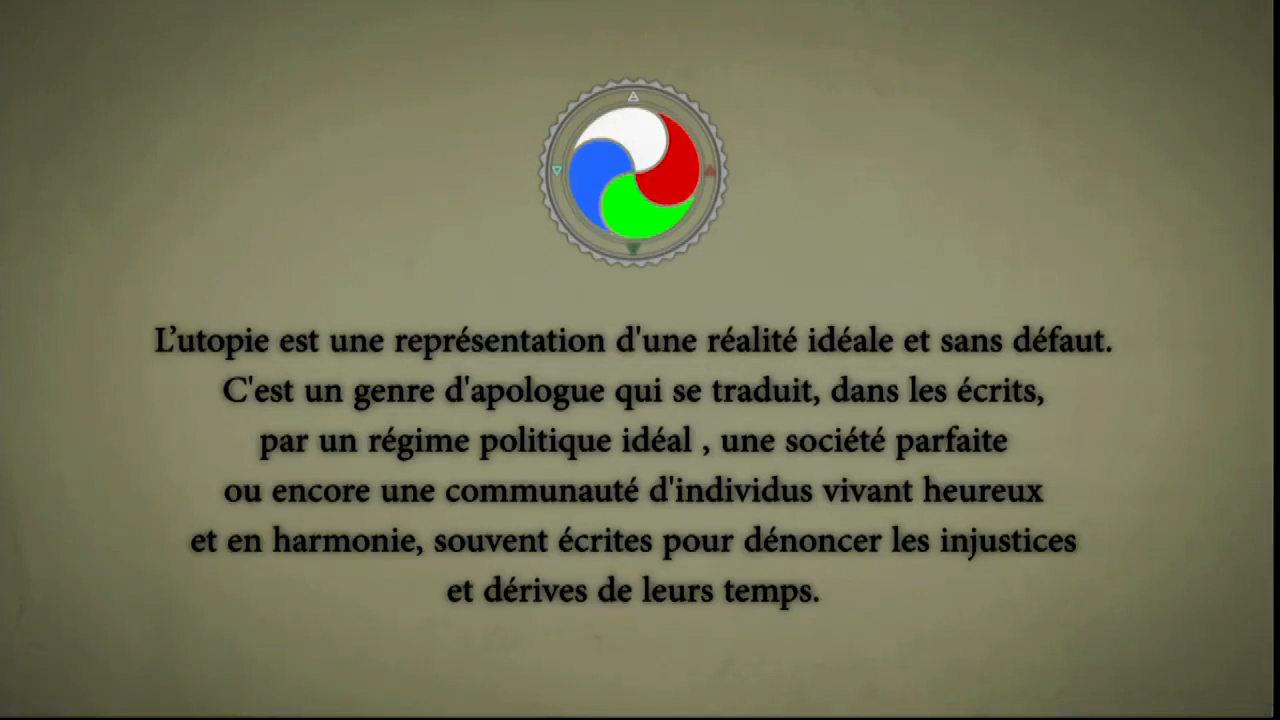 L’utopie est une représentation d'une réalité idéale et sans défaut.
C'est un genre d'apologue qui se traduit, dans les écrits,
par un régime politique idéal , une société parfaite
ou encore une communauté d'individus vivant heureux
et en harmonie, souvent écrites pour dénoncer les injustices
et dérives de leurs temps.